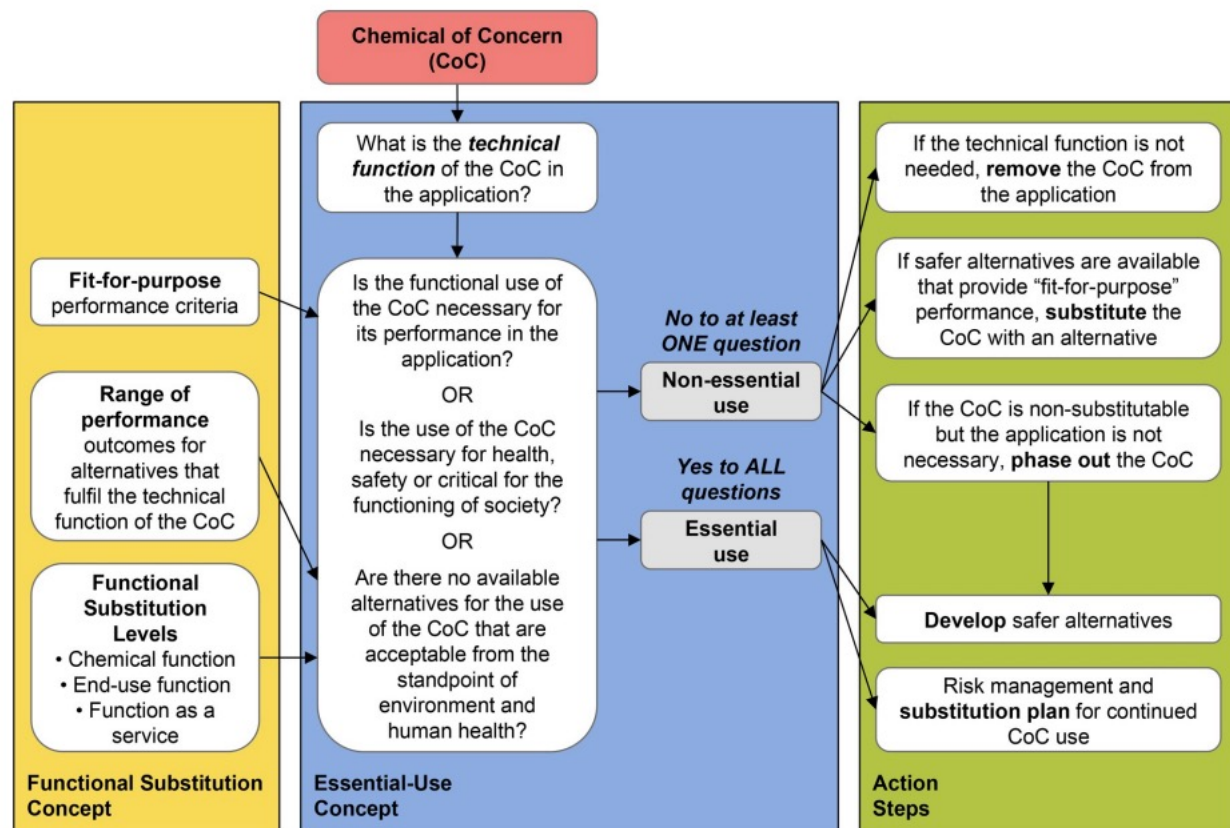 Chemical of Concern
(CoC)
Fit-for-purpose
performance criteria
Range of
performance
outcomes for
alternatives that
fulfil the technical
function of the CoC
Functional
Substitution
Levels
• Chemical function
• End-use function
• Function as a
service
Functional Substitution
Concept
What is the technical
function of the CoC in
the application?
Is the functional use of
the CoC necessary for
its performance in the
application?
OR
Is the use of the CoC
necessary for health,
safety or critical for the
functioning of society?
OR
Are there no available
alternatives for the use
of the CoC that are
acceptable from the
standpoint of
environment and
human health?
No to at least
ONE question
Non-essential
use
Yes to ALL
questions
Essential
use
Essential-Use
Concept
If the technical function is not
needed, remove the CoC from
the application
If safer alternatives are available
that provide “fit-for-purpose”
performance, substitute the
CoC with an alternative
If the CoC is non-substitutable
but the application is not
necessary, phase out the CoC
Develop safer alternatives
Risk management and
substitution plan for continued
CoC use
Action
Steps